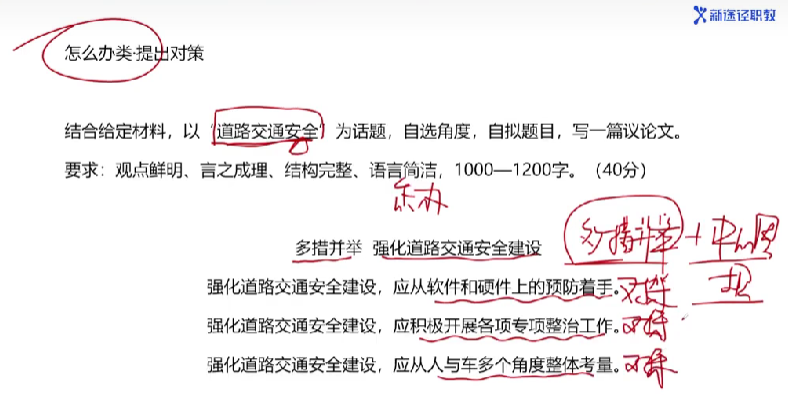 新途径职教
怎么办类·提出对策
结合给定材料，以“道路交通安全”为话题，自选角度，自拟题目，写一篇议论文。
要求：观点鲜明、言之成理、结构完整、语言简洁，1000—1200字。（40分）
怎办
多措并举 强化道路交通安全建设
多措并举+中心思
强化道路交通安全建设，应从软件和硬件上的预防着手。对策
强化道路交通安全建设，应积极开展各项专项整治工作。对策
强化道路交通安全建设，应从人与车多个角度整体考量。对策